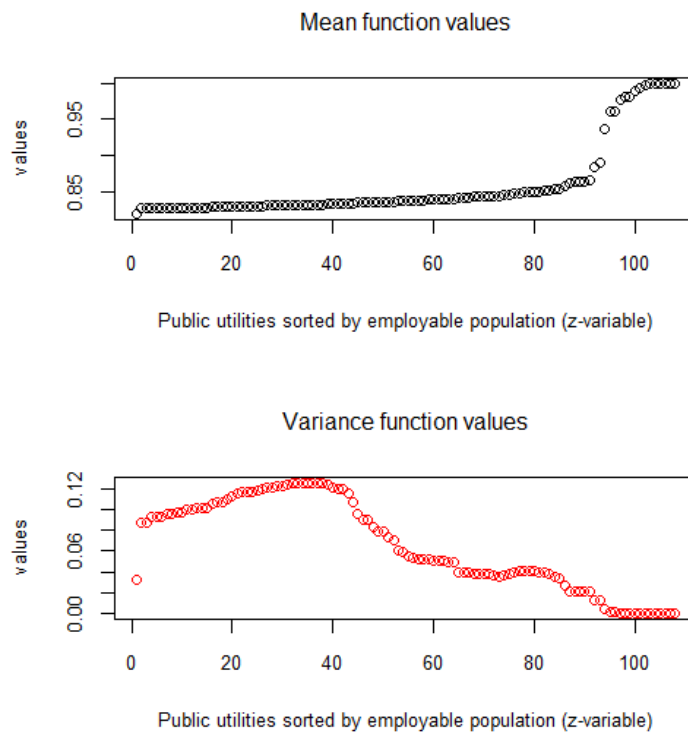 Mean function values
values
0.95
0.85
0 20 40 60 80 100
Public utilities sorted by employable population (z-variable)
Variance function values
values
0.12
0.06
0.00
0 20 40 60 80 100
Public utilities sorted by employable population (z-variable)